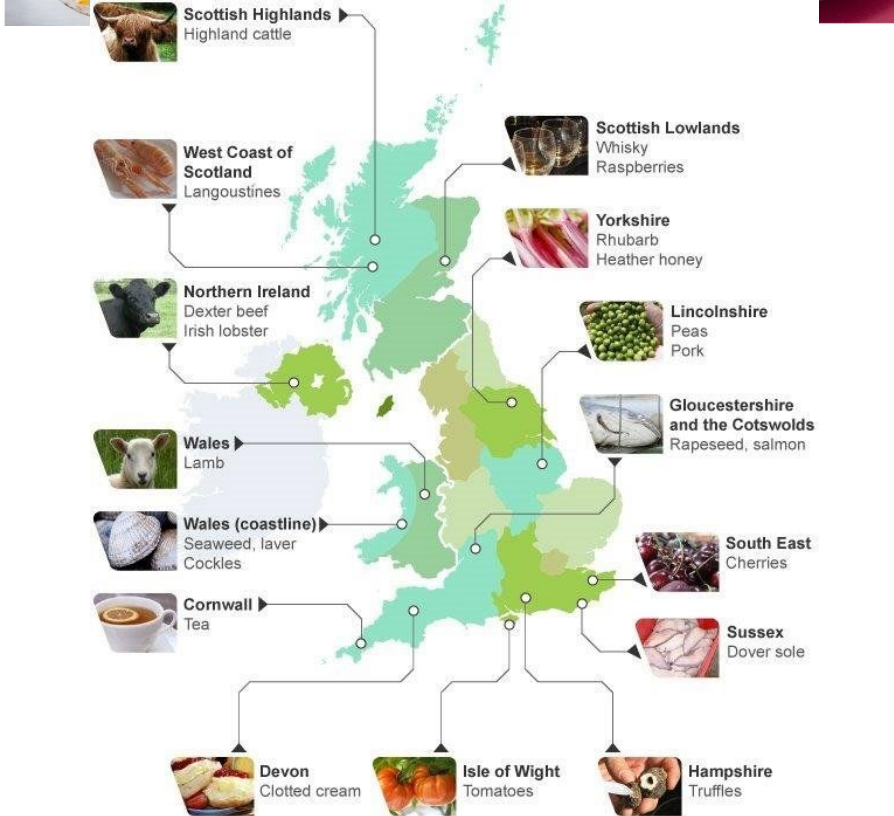 Scottish Highlands
Highland cattle
West Coast of
Scotland
Langoustínes
Northern Ireland
Dexter beef
Irish lobster
Wales
Lamb
Wales (coastline)
Seaweed, laver
Cockles
Cornwall
Tea
Scottish Lowlands
Whisky
Raspberries
Yorkshire
Rhubarb
Heather honey
Lincolnshire
Peas
Pork
Gloucestershire
and the Cotswolds
Rapeseed, salmon
South East
Cherries
Sussex
Dover sole
Devon
Clotted cream
Isle of Wight
Tomatoes
Hampshire
Truffles